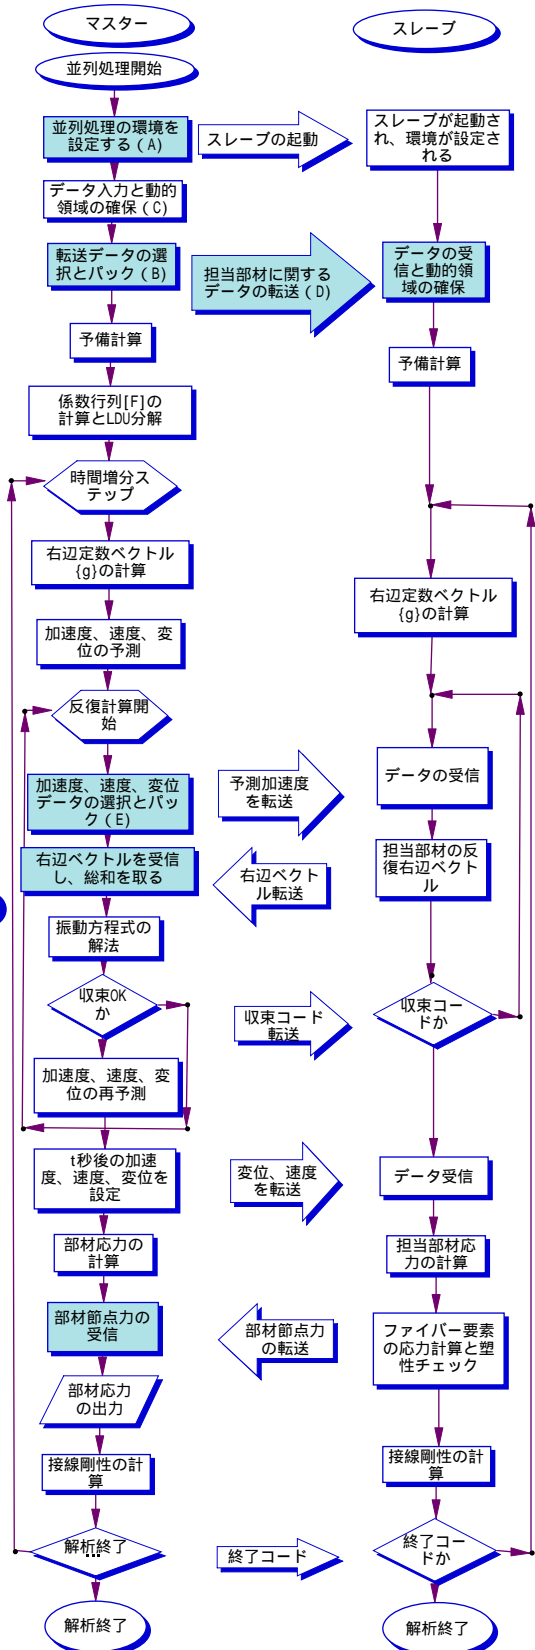 マスター
スレーブ
並列処理開始
並列処理の環境を
設定する(A)
スレーブの起動
スレーブが起動さ
れ、環境が設定さ
れる
データ入力と動的
領域の確保(C)
転送データの選
択とパック(B)
担当部材に関する
データの転送(D)
データの受
信と動的領
域の確保
予備計算
予備計算
係数行列[F]の
計算とLDU分解
時間増分ス
テップ
右辺定数ベクトル
{g}の計算
右辺定数ベクトル
{g}の計算
加速度、速度、変
位の予測
反復計算開
始
加速度、速度、変位
データの選択とパッ
ク(E)
予測加速度
を転送
データの受信
右辺ベクトルを受信
し、総和を取る
右辺ベクト
ル転送
担当部材の反
復右辺ベクト
ル
振動方程式の
解法
収束OK
か
収束コード
転送
収束コー
ドか
加速度、速度、変
位の再予測
t秒後の加速
度、速度、変位を
設定
変位、速度
を転送
データ受信
部材応力の
計算
担当部材応
力の計算
部材節点力の
受信
部材節点力
の転送
ファイバー要素
の応力計算と塑
性チェック
部材応力
の出力
接線剛性の計
算
接線剛性の計
算
解析終了
終了コード
終了コー
ドか
解析終了
解析終了